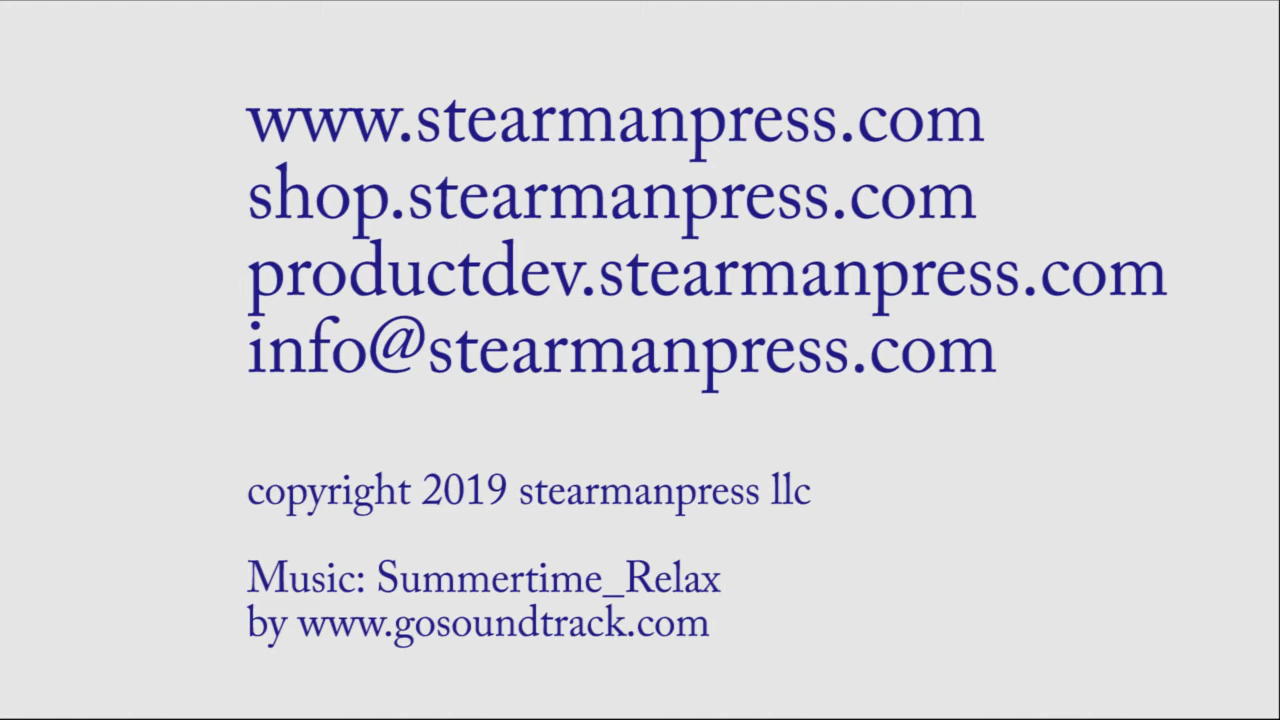 www.stearmanpress.com
shop.stearmanpress.com
productdev.stearmanpress.com
info@stearmanpress.com
copyright 2019 stearmanpress llc
Music: Summertime_Relax
by www.gosoundtrack.com